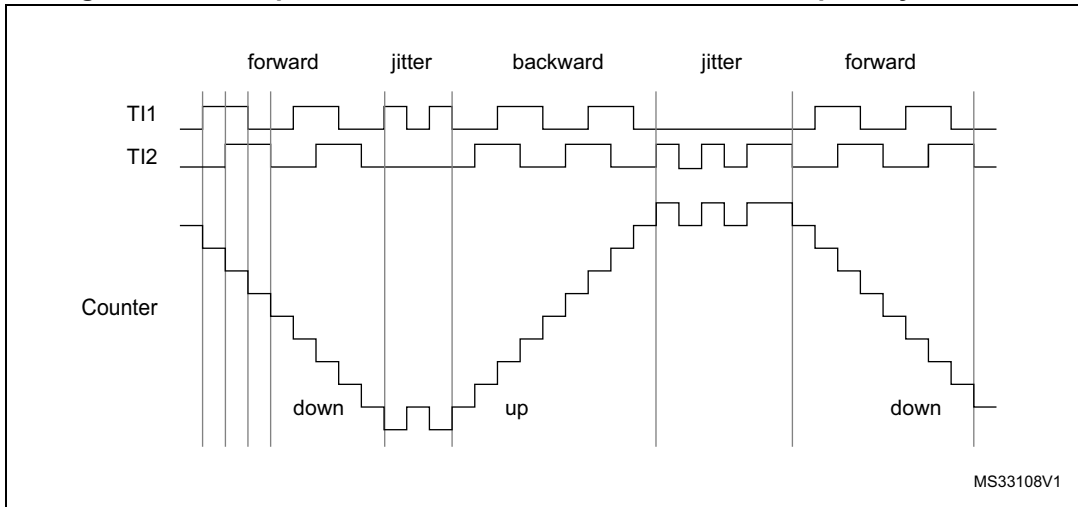 forward jitter backward jitter forward
TI1
TI2
Counter
down up down
MS33108V1